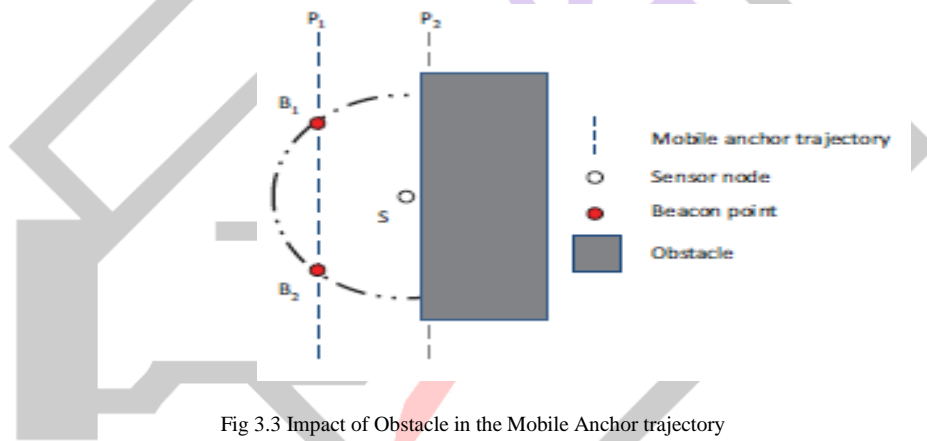 P₁ P₂
B₁
Mobile anchor trajectory
Sensor node
S
Beacon point
Obstacle
B₂
Fig 3.3 Impact of Obstacle in the Mobile Anchor trajectory